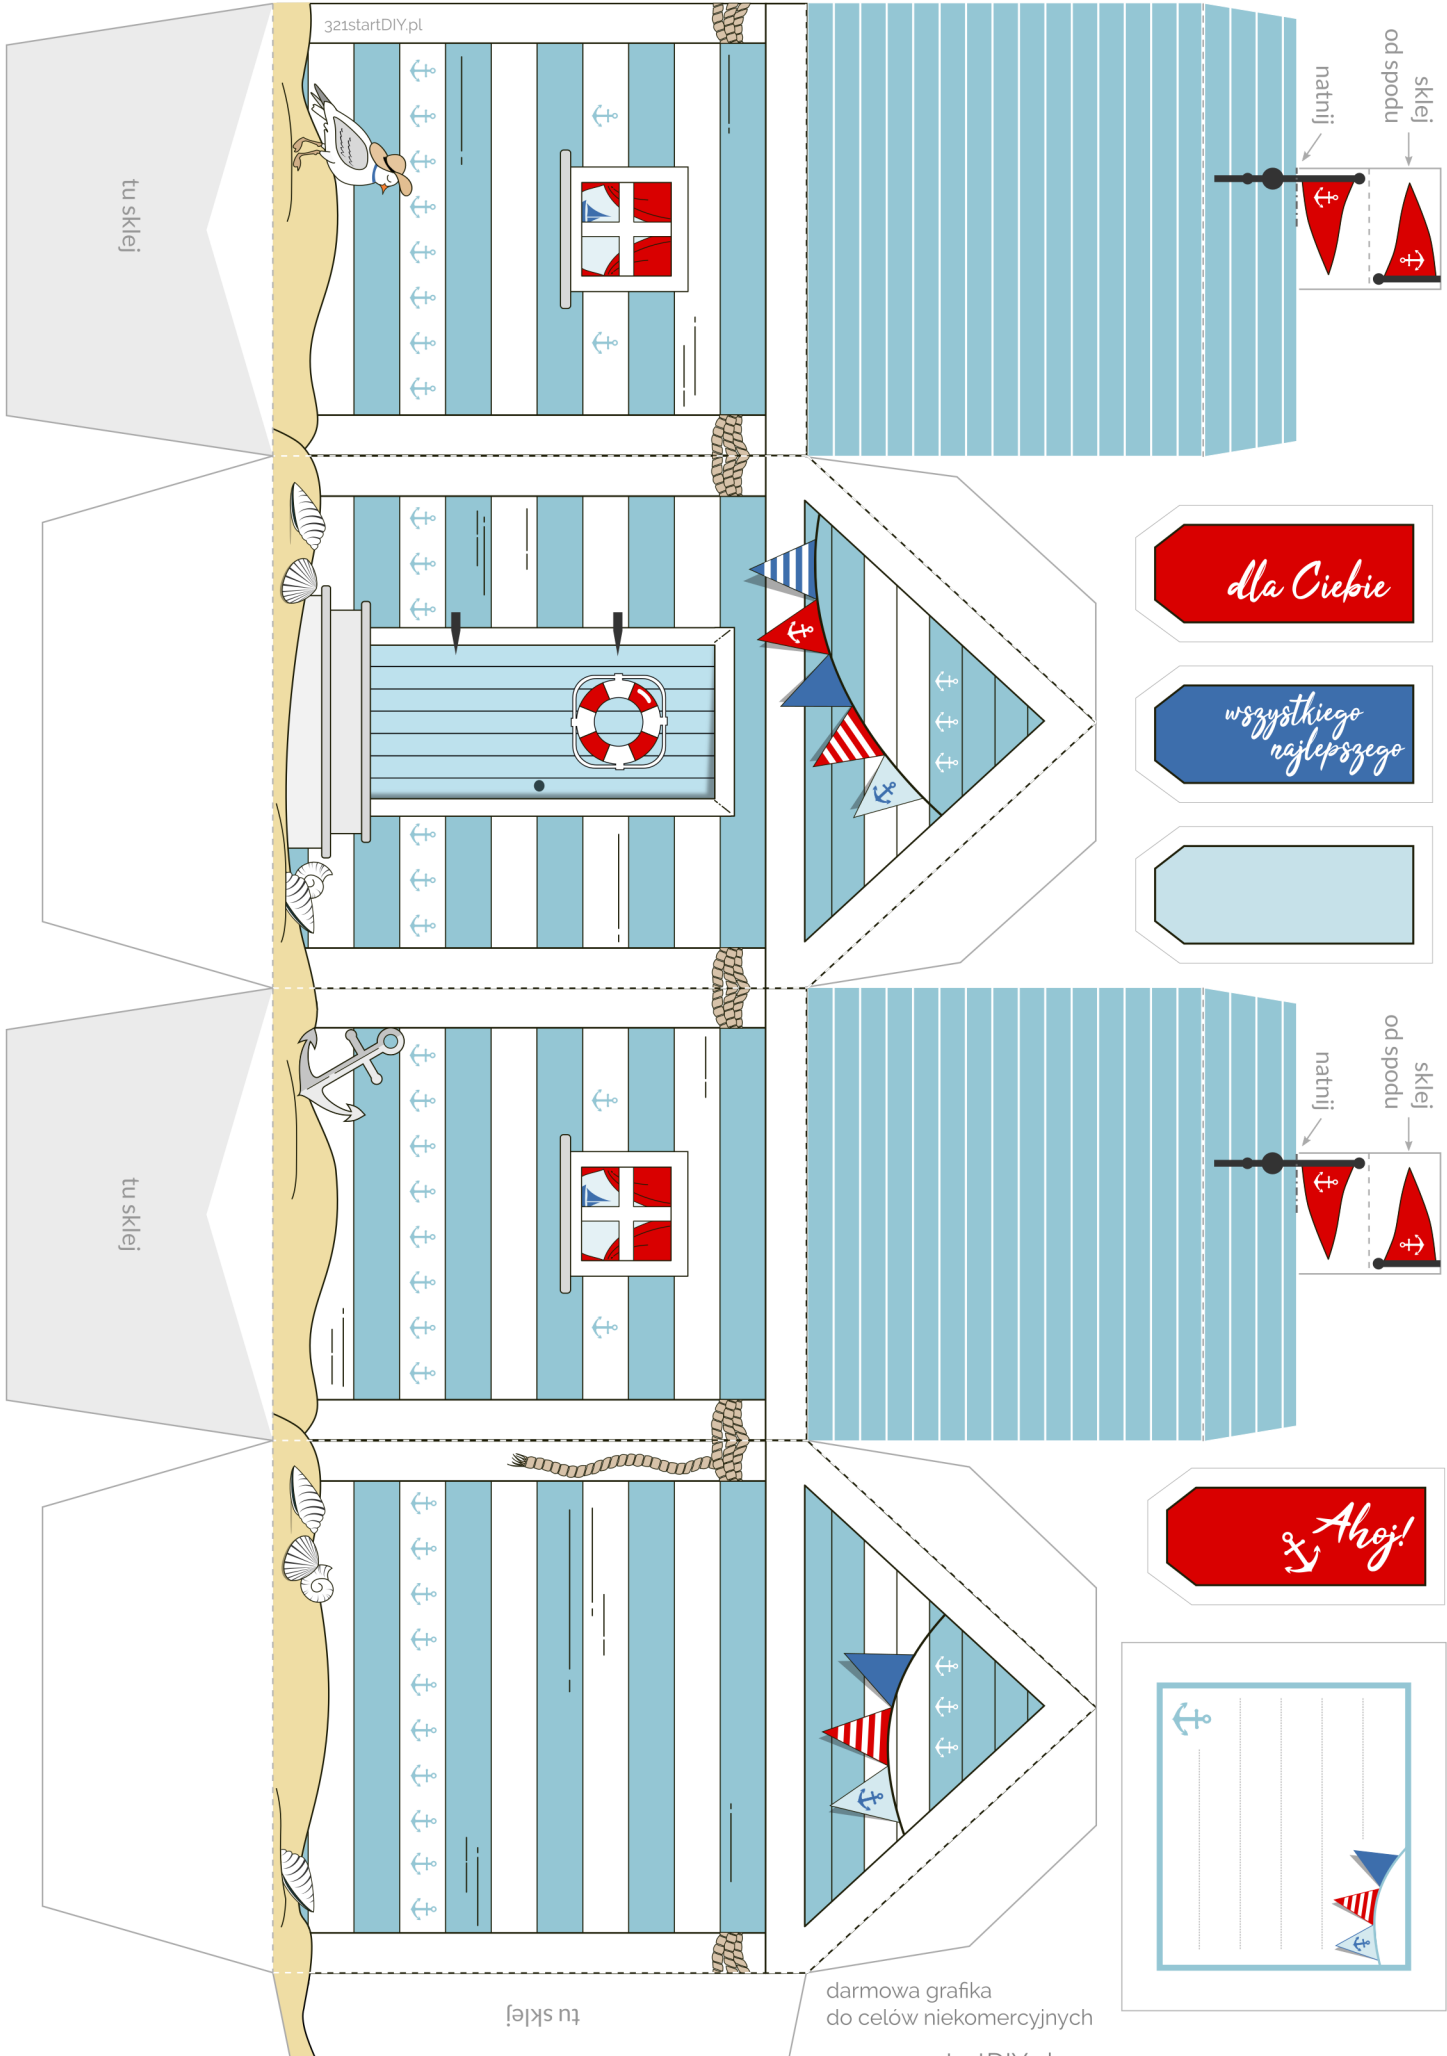 321startDIY.pl
sklej
od spodu
natnij
tu sklej
dla Ciebie
wszystkiego
najlepszego
sklej
od spodu
natnij
tu sklej
Ahoj!
tu sklej
darmowa grafika
do celów niekomercyjnych